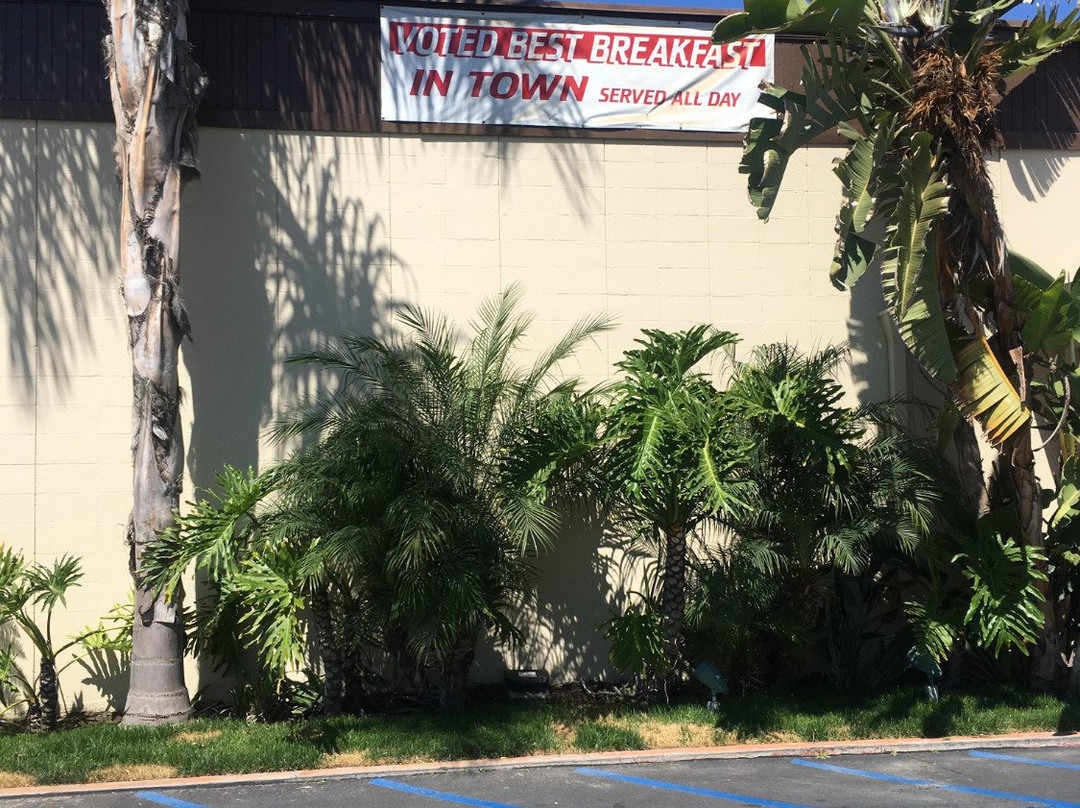 VOTED BEST BREAKFAST
IN TOWN SERVED ALL DAY